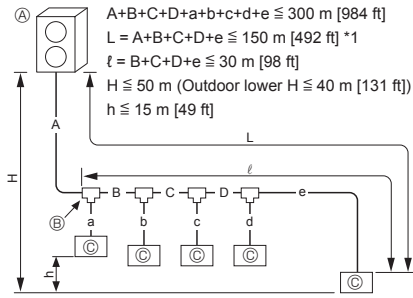 Ⓐ
A+B+C+D+a+b+c+d+e ≦ 300 m [984 ft]
L = A+B+C+D+e ≦ 150 m [492 ft] *1
ℓ = B+C+D+e ≦ 30 m [98 ft]
H ≦ 50 m (Outdoor lower H ≦ 40 m [131 ft])
h ≦ 15 m [49 ft]
A
L
H
ℓ
B C D e
Ⓑ a b c d
Ⓒ Ⓒ Ⓒ Ⓒ
h
Ⓒ